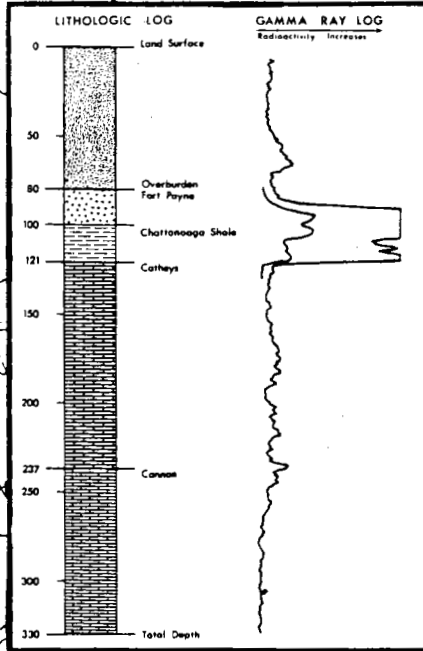 LITHOLOGIC LOG
GAMMA RAY LOG
Radioactivity Increases
0
Land Surface
50
80
Overburden
Fort Payne
100
Chattanooga Shale
121
Catheys
150
200
237
Cannon
250
300
330
Total Depth